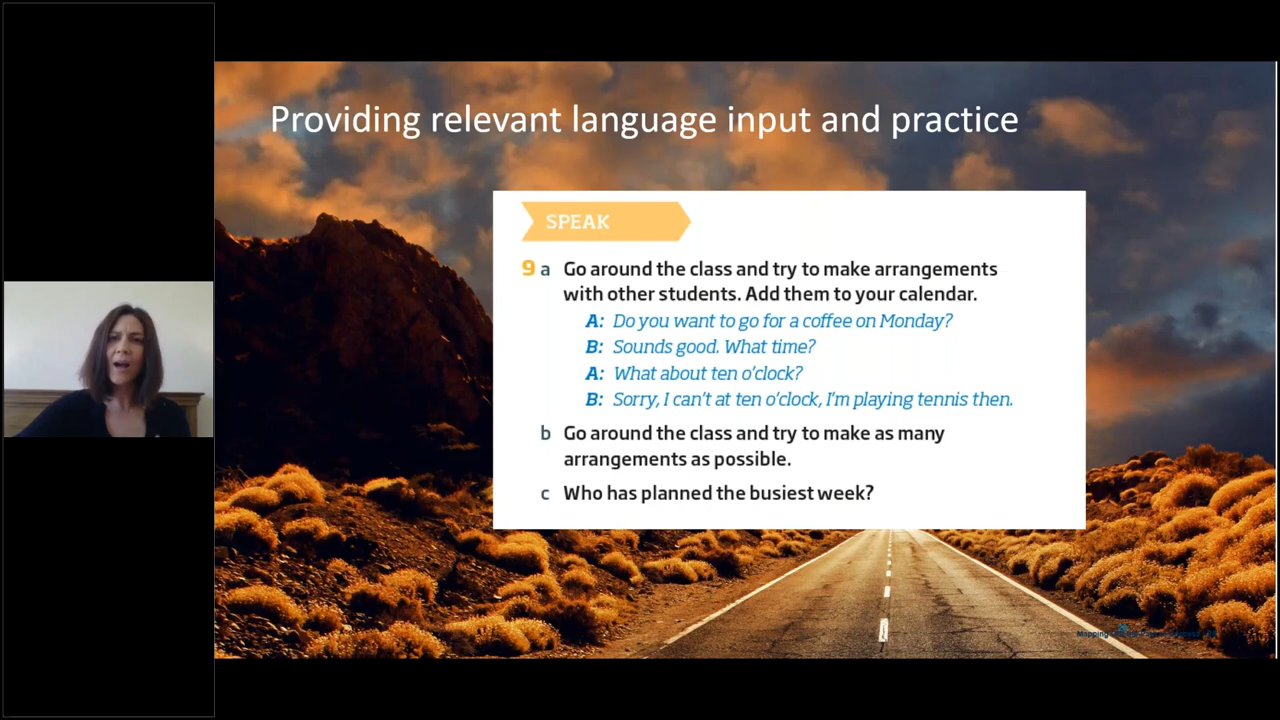 Providing relevant language input and practice
SPEAK
9 a Go around the class and try to make arrangements
with other students. Add them to your calendar.
A: Do you want to go for a coffee on Monday?
B: Sounds good. What time?
A: What about ten o'clock?
B: Sorry, I can't at ten o'clock, I'm playing tennis then.
b Go around the class and try to make as many
arrangements as possible.
c Who has planned the busiest week?
Mapping